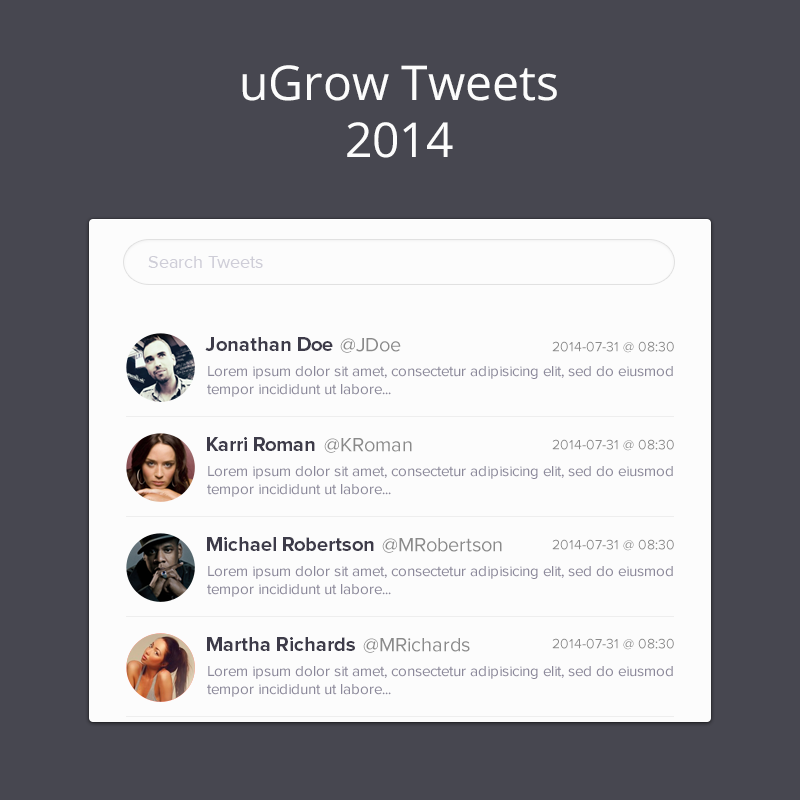 uGrow Tweets
2014
Search Tweets
Jonathan Doe @JDoe 2014-07-31 @ 08:30
Lorem ipsum dolor sit amet, consectetur adipisicing elit, sed do eiusmod
tempor incididunt ut labore...
Karri Roman @KRoman 2014-07-31 @ 08:30
Lorem ipsum dolor sit amet, consectetur adipisicing elit, sed do eiusmod
tempor incididunt ut labore...
Michael Robertson @MRobertson 2014-07-31 @ 08:30
Lorem ipsum dolor sit amet, consectetur adipisicing elit, sed do eiusmod
tempor incididunt ut labore...
Martha Richards @MRichards 2014-07-31 @ 08:30
Lorem ipsum dolor sit amet, consectetur adipisicing elit, sed do eiusmod
tempor incididunt ut labore...